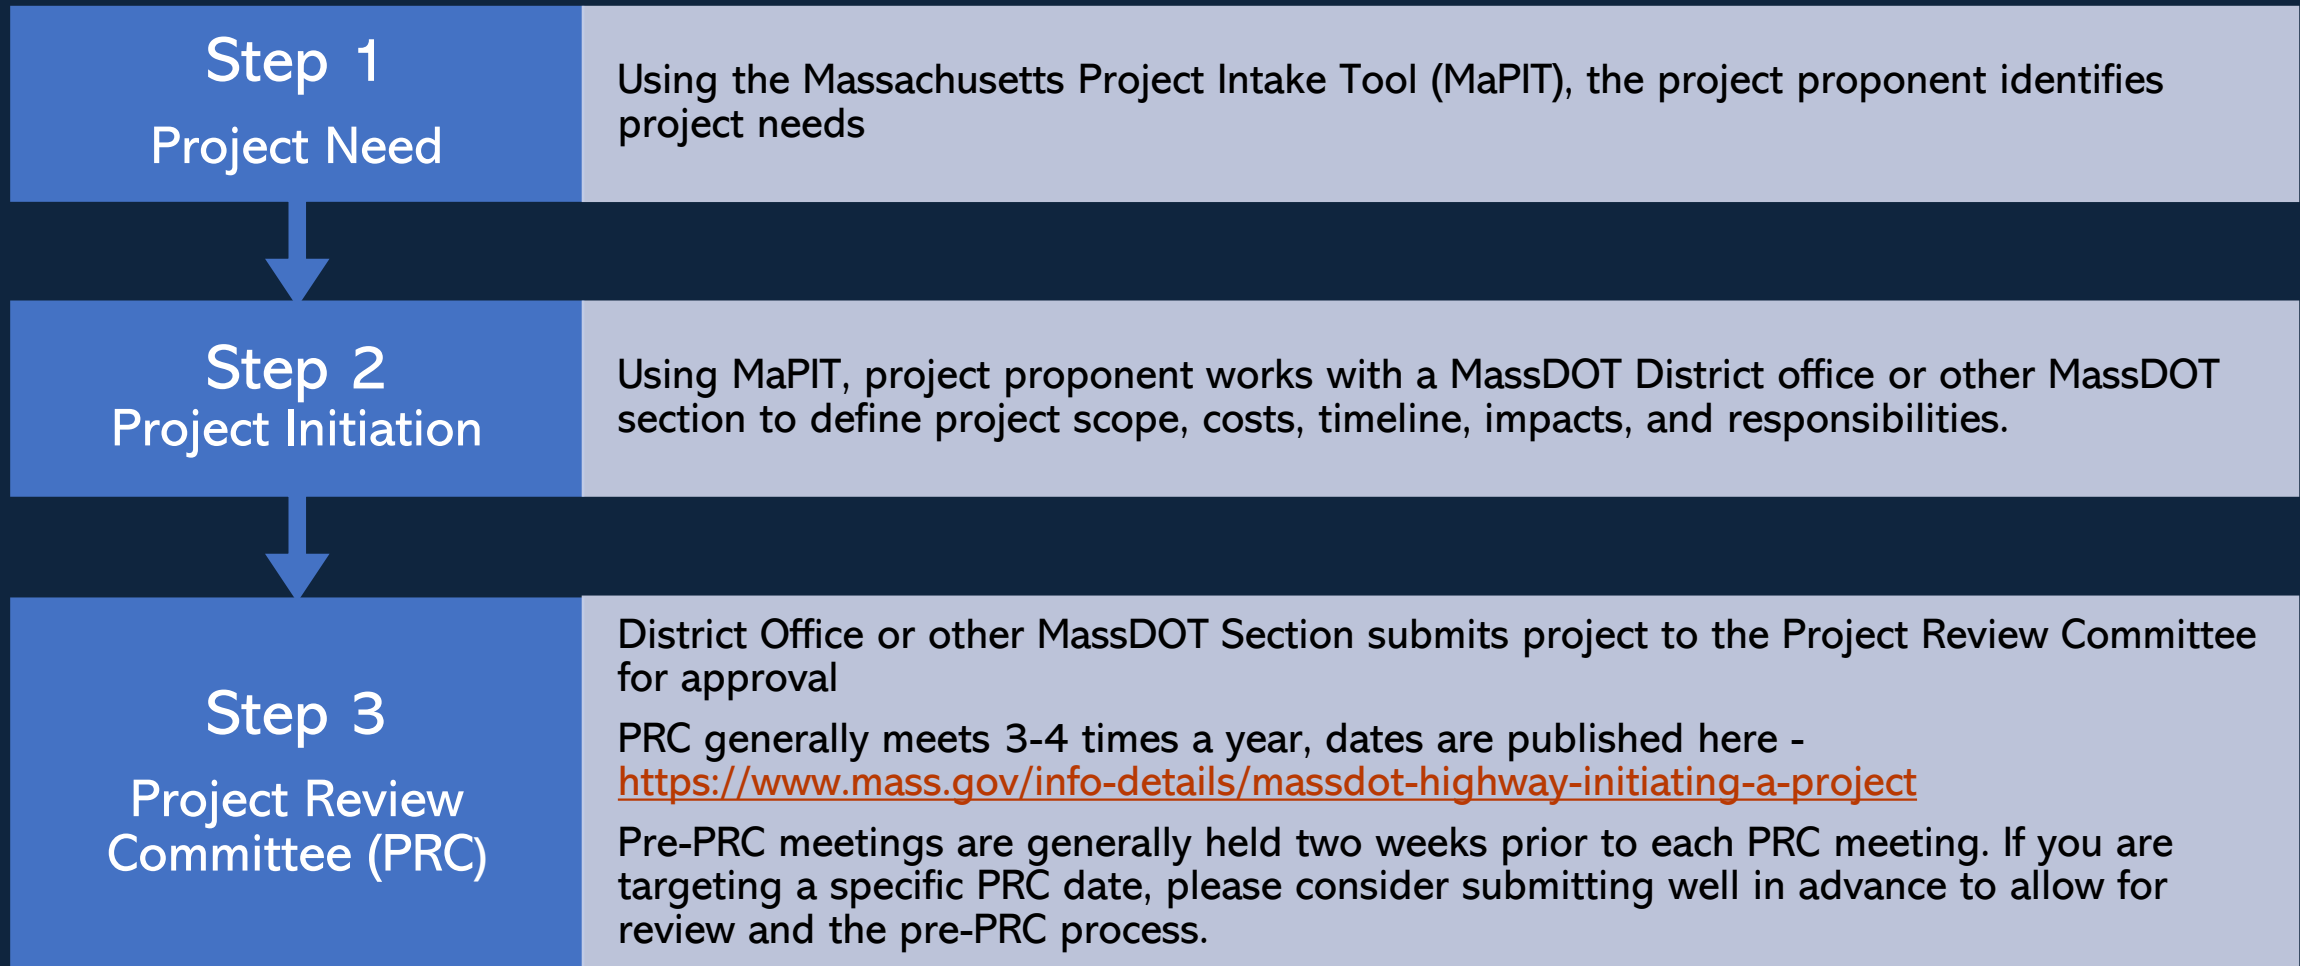 Step 1
Project Need
Using the Massachusetts Project Intake Tool (MaPIT), the project proponent identifies
project needs
Step 2
Project Initiation
Using MaPIT, project proponent works with a MassDOT District office or other MassDOT
section to define project scope, costs, timeline, impacts, and responsibilities.
Step 3
Project Review
Committee (PRC)
District Office or other MassDOT Section submits project to the Project Review Committee
for approval
PRC generally meets 3-4 times a year, dates are published here -
https://www.mass.gov/info-details/massdot-highway-initiating-a-project
Pre-PRC meetings are generally held two weeks prior to each PRC meeting. If you are
targeting a specific PRC date, please consider submitting well in advance to allow for
review and the pre-PRC process.